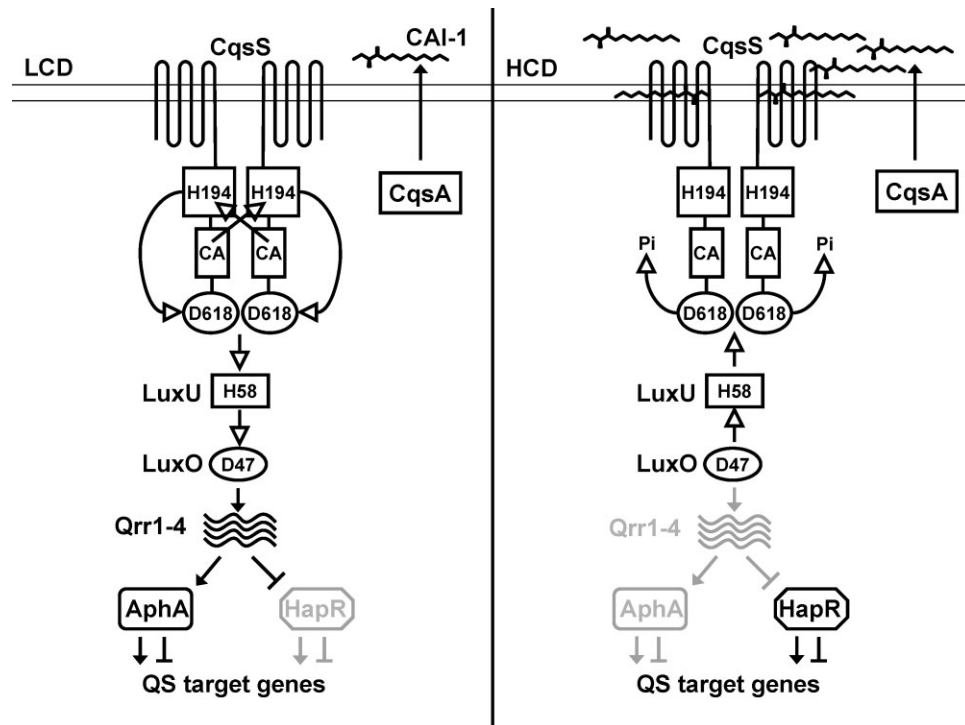 LCD
CqsS
CAI-1
H194 H194
CqsA
CA CA
D618 D618
LuxU H58
LuxO D47
Qrr1-4
AphA HapR
QS target genes
HCD
CqsS
H194 H194
CqsA
Pi CA CA Pi
D618 D618
LuxU H58
LuxO D47
Qrr1-4
AphA HapR
QS target genes